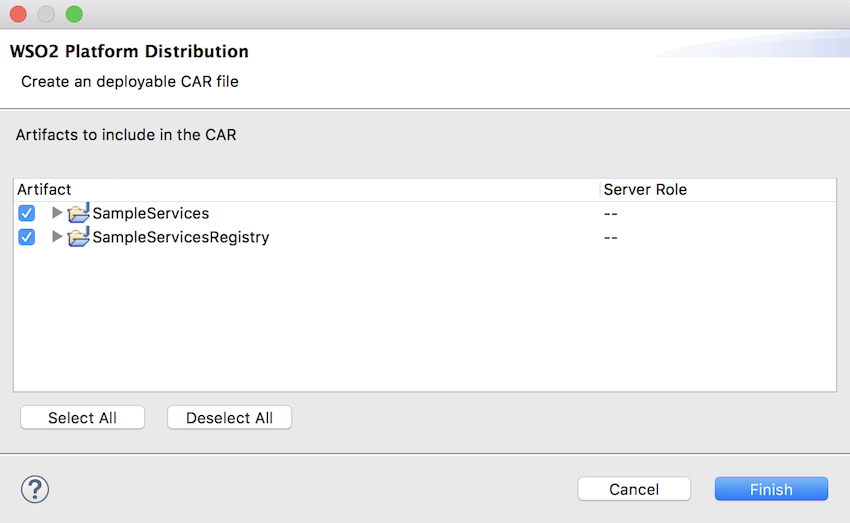 WSO2 Platform Distribution
Create an deployable CAR file
Artifacts to include in the CAR
Artifact Server Role
SampleServices --
SampleServicesRegistry --
Select All Deselect All
? Cancel Finish